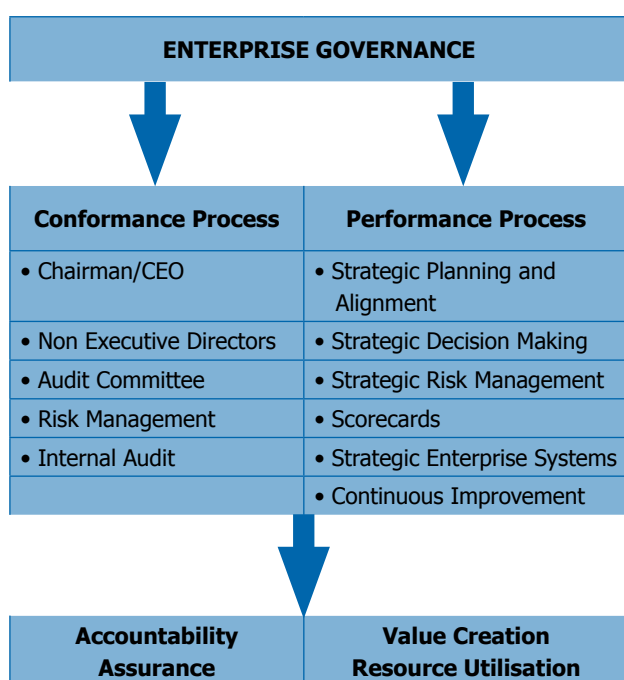 ENTERPRISE GOVERNANCE
Conformance Process
Performance Process
• Chairman/CEO
• Strategic Planning and
Alignment
• Non Executive Directors
• Strategic Decision Making
• Audit Committee
• Strategic Risk Management
• Risk Management
• Scorecards
• Internal Audit
• Strategic Enterprise Systems
• Continuous Improvement
Accountability
Assurance
Value Creation
Resource Utilisation